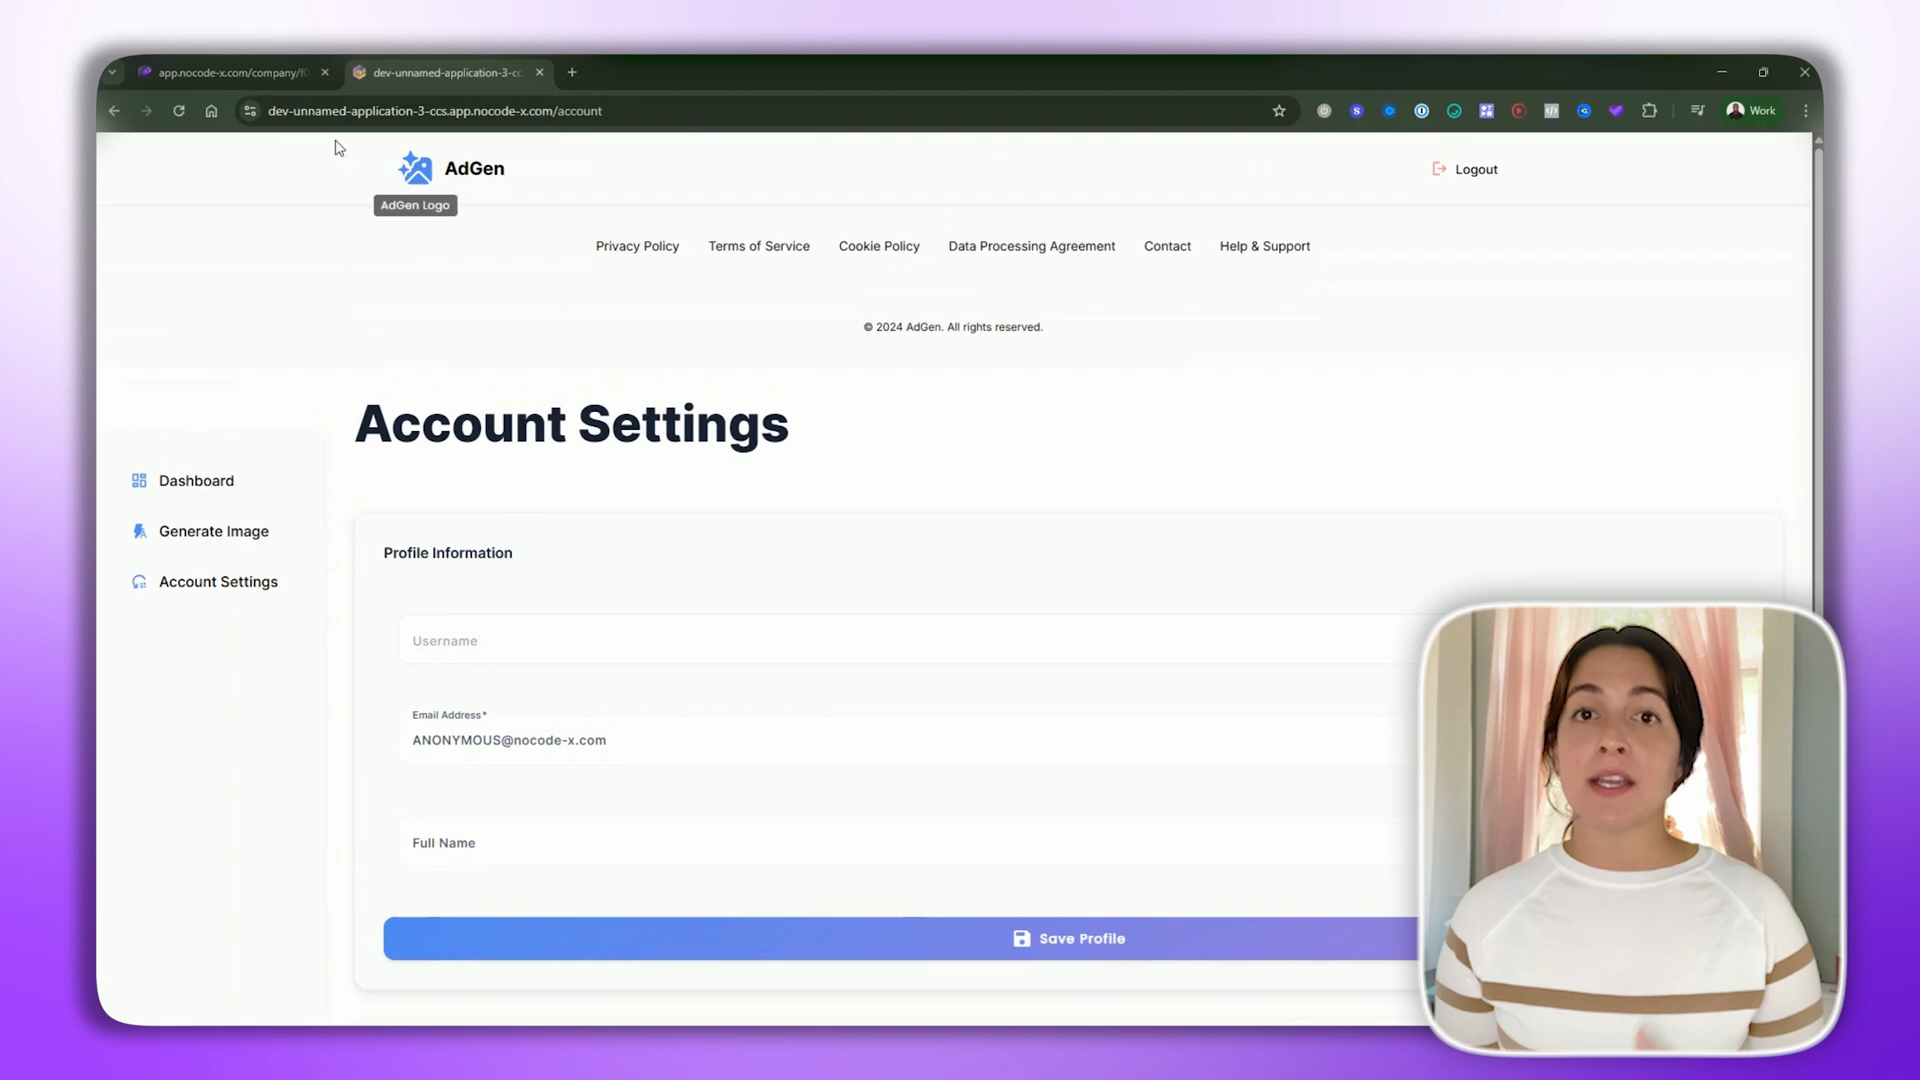 app.nocode-x.com/company/f0
dev-unnamed-application-3-cc
dev-unnamed-application-3-ccs.app.nocode-x.com/account
Work
AdGen
Logout
AdGen Logo
Privacy Policy
Terms of Service
Cookie Policy
Data Processing Agreement
Contact
Help & Support
© 2024 AdGen. All rights reserved.
Account Settings
Dashboard
Generate Image
Account Settings
Profile Information
Username
Email Address*
ANONYMOUS@nocode-x.com
Full Name
Save Profile